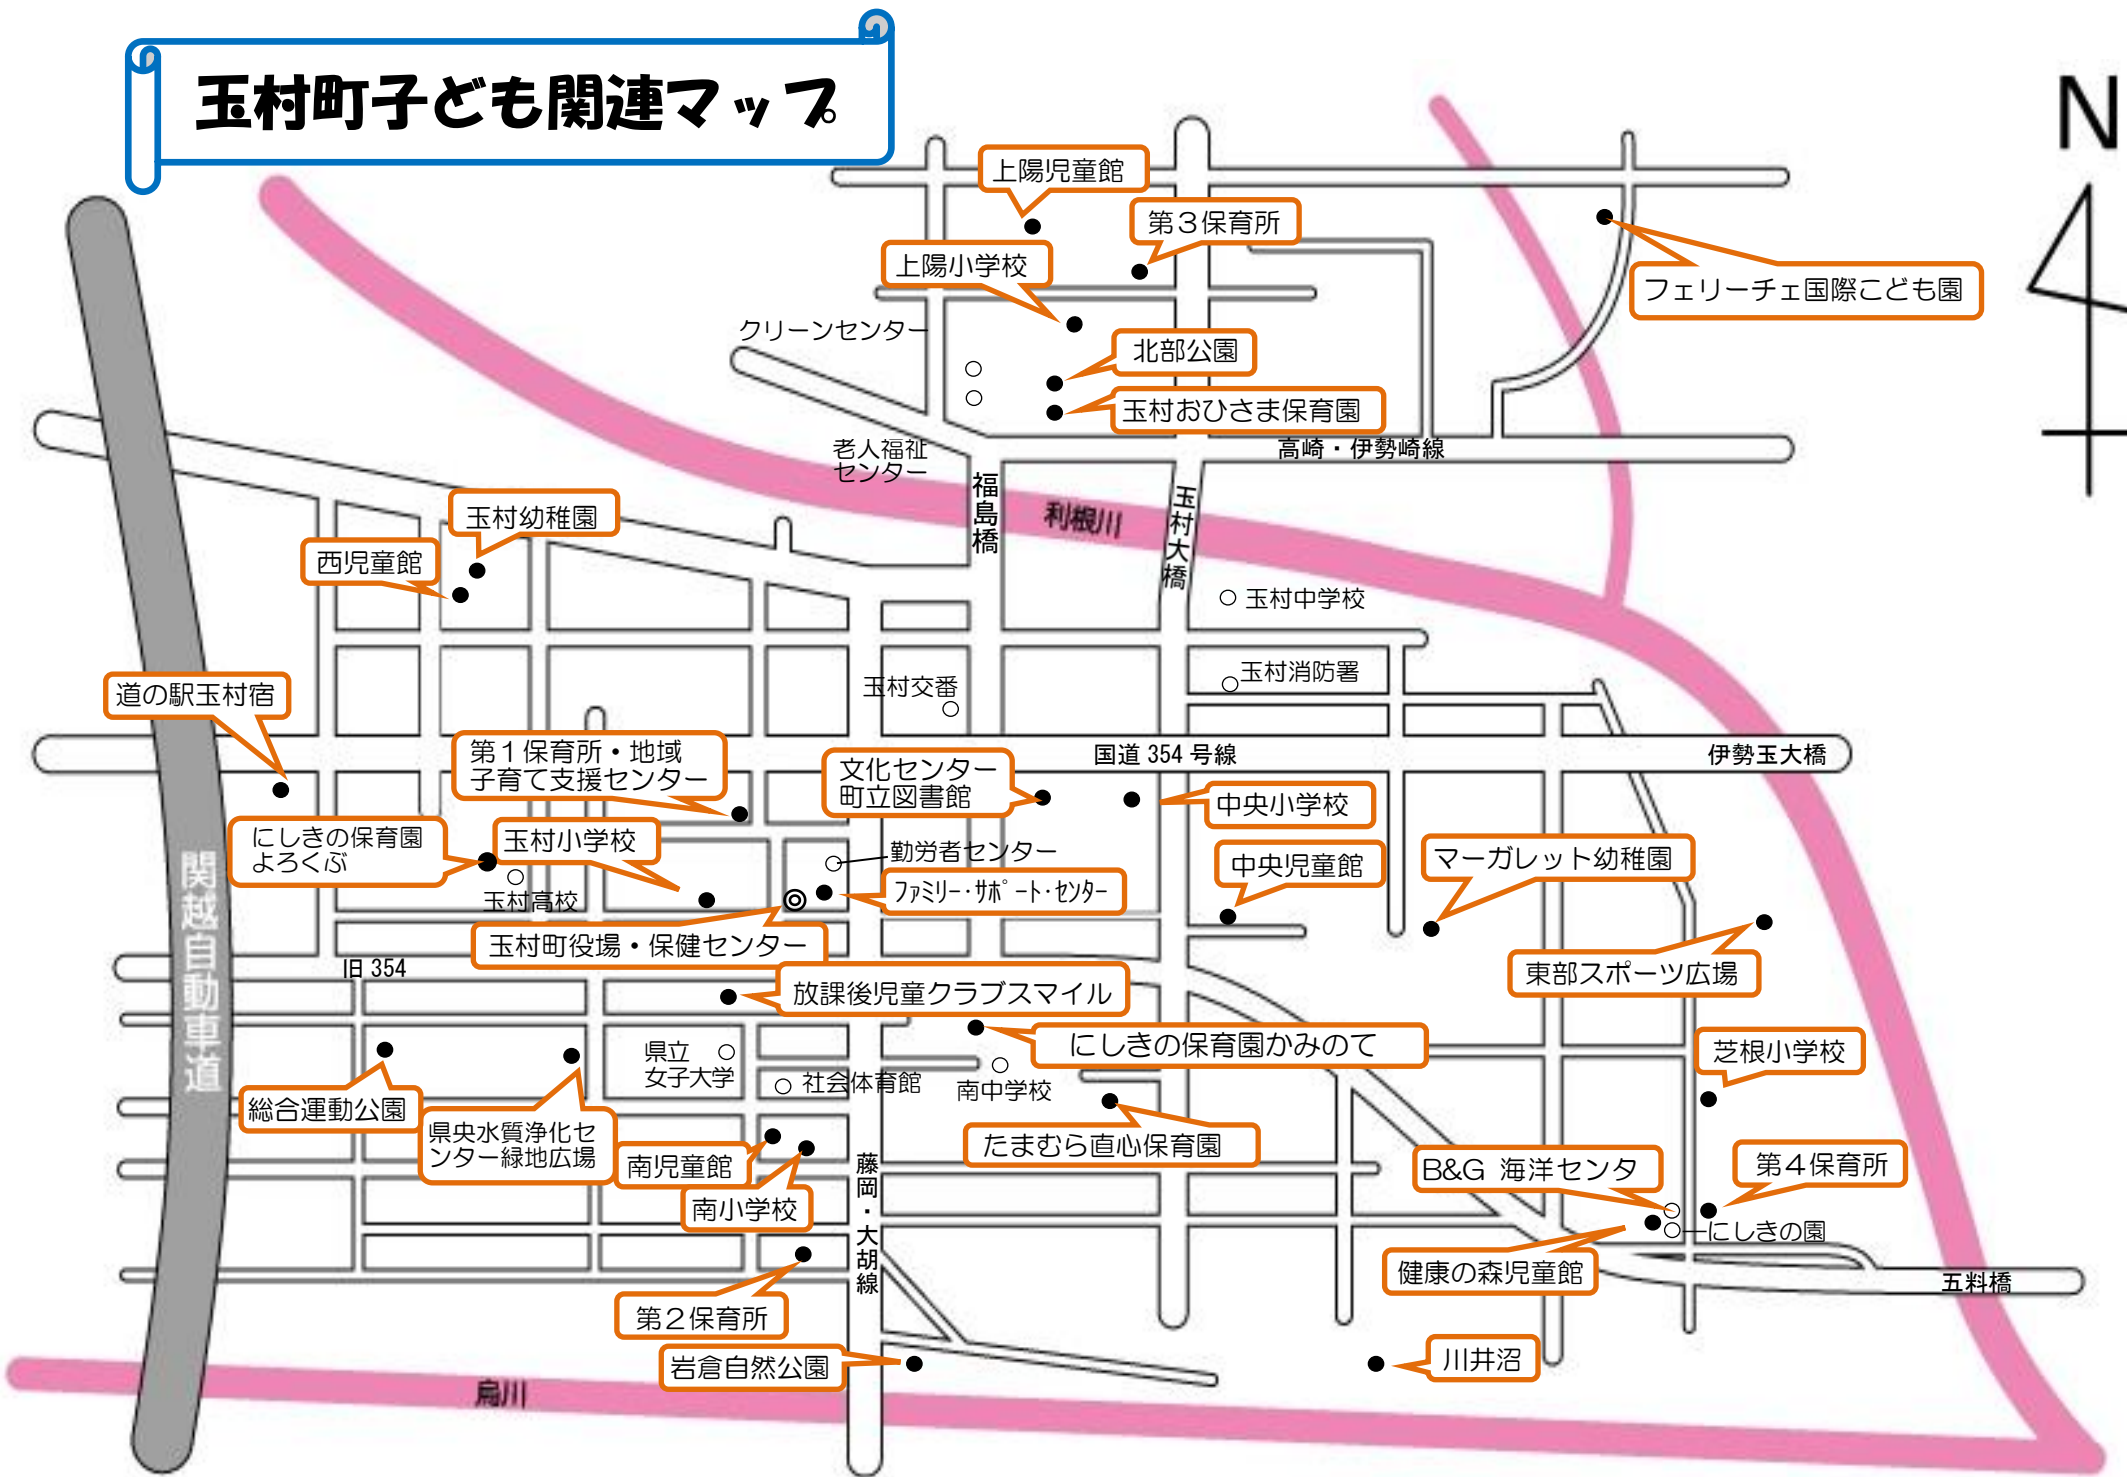 玉村町子ども関連マップ
N
上陽児童館
第３保育所
上陽小学校
フェリーチェ国際こども園
クリーンセンター
北部公園
玉村おひさま保育園
老人福祉
センター
高崎・伊勢崎線
福島橋
利根川
玉村大橋
玉村幼稚園
西児童館
玉村中学校
玉村消防署
玉村交番
道の駅玉村宿
第１保育所・地域
子育て支援センター
国道 354 号線
伊勢玉大橋
文化センター
町立図書館
中央小学校
にしきの保育園
よろくぶ
玉村小学校
勤労者センター
中央児童館
マーガレット幼稚園
玉村高校
ﾌｧﾐﾘｰ･ｻﾎﾟｰﾄ･ｾﾝﾀｰ
関越自動車道
玉村町役場・保健センター
東部スポーツ広場
旧 354
放課後児童クラブスマイル
にしきの保育園かみのて
県立
女子大学
社会体育館
南中学校
芝根小学校
総合運動公園
県央水質浄化セ
ンター緑地広場
南児童館
たまむら直心保育園
B&G 海洋センタ
第４保育所
南小学校
藤岡・大胡線
にしきの園
健康の森児童館
五料橋
第２保育所
岩倉自然公園
川井沼
烏川